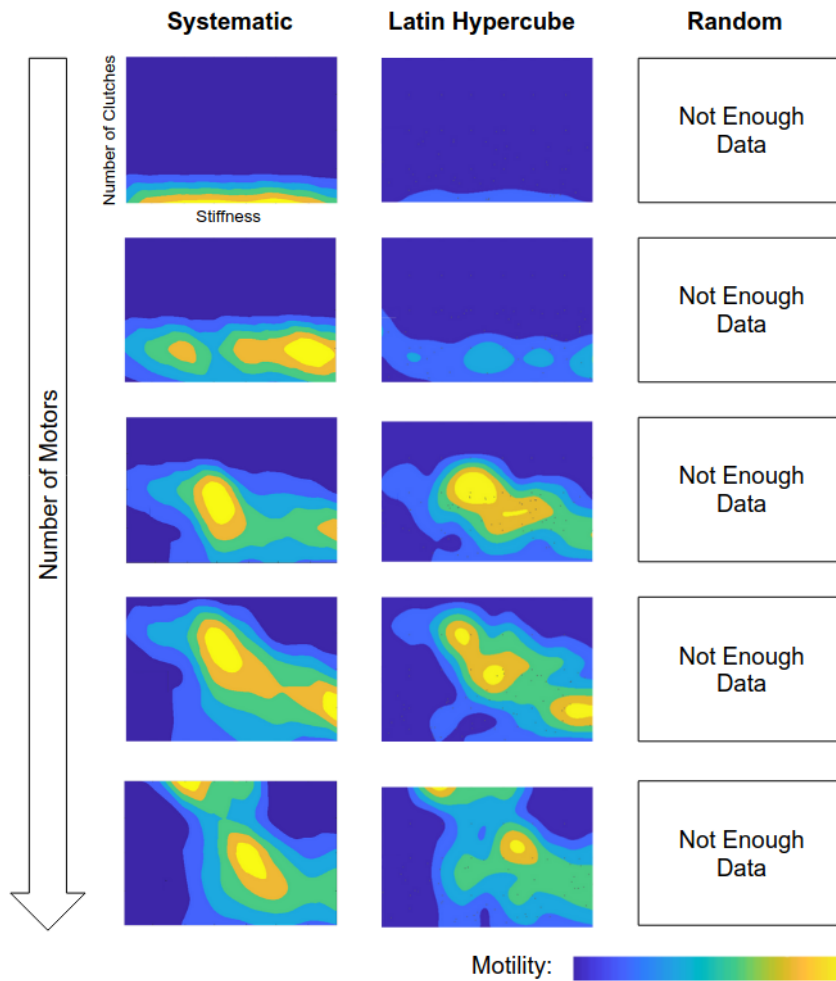 Systematic
Latin Hypercube
Random
Number of Clutches
Stiffness
Not Enough
Data
Not Enough
Data
Number of Motors
Not Enough
Data
Not Enough
Data
Not Enough
Data
Motility: